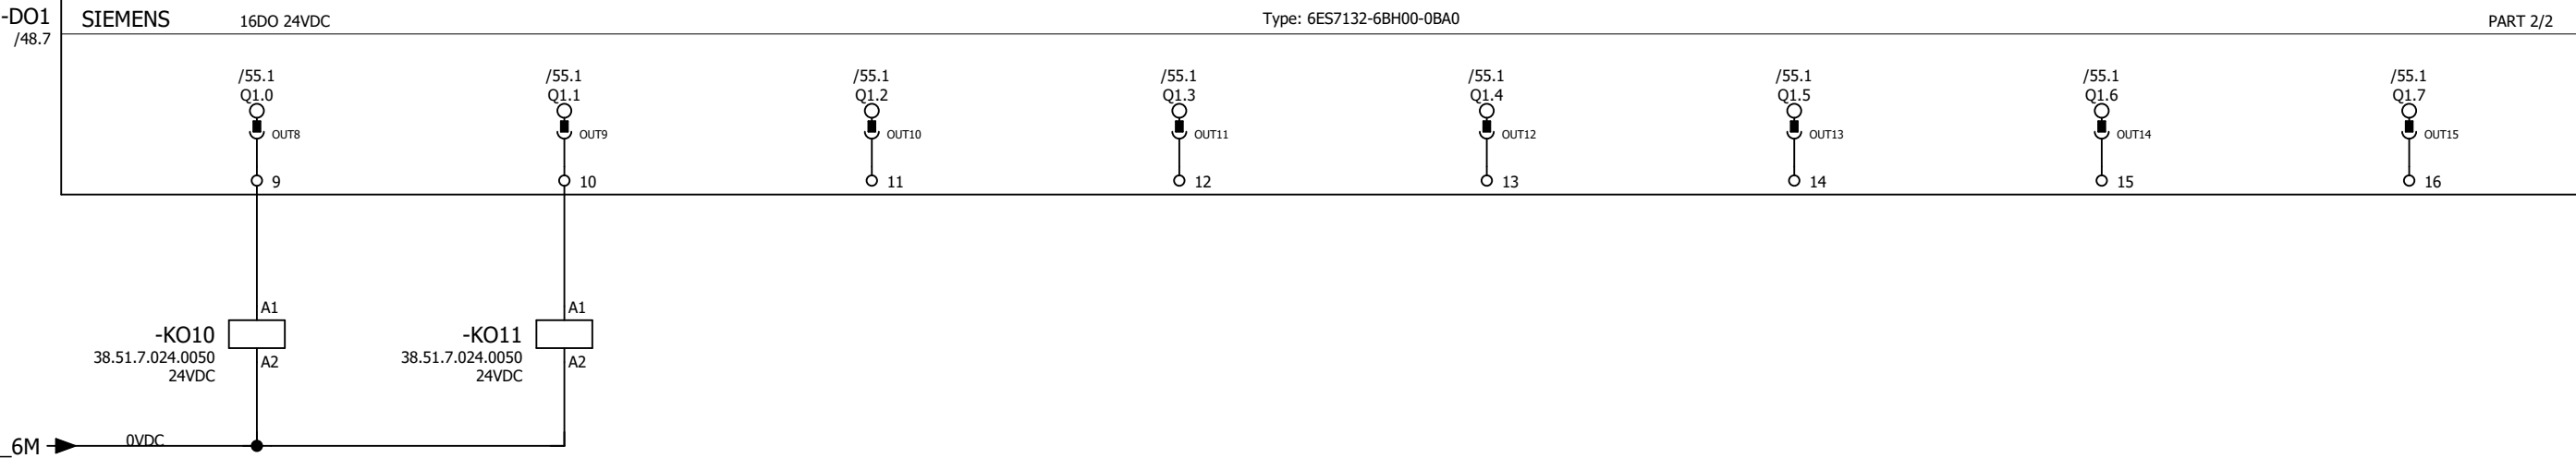 -DO1
/48.7
SIEMENS 16DO 24VDC Type: 6ES7132-6BH00-0BA0 PART 2/2
/55.1 /55.1 /55.1 /55.1 /55.1 /55.1 /55.1 /55.1
Q1.0 Q1.1 Q1.2 Q1.3 Q1.4 Q1.5 Q1.6 Q1.7
OUT8 OUT9 OUT10 OUT11 OUT12 OUT13 OUT14 OUT15
9 10 11 12 13 14 15 16
A1 A1
-KO10 -KO11
38.51.7.024.0050 38.51.7.024.0050
A2 A2
24VDC 24VDC
0VDC
_6M